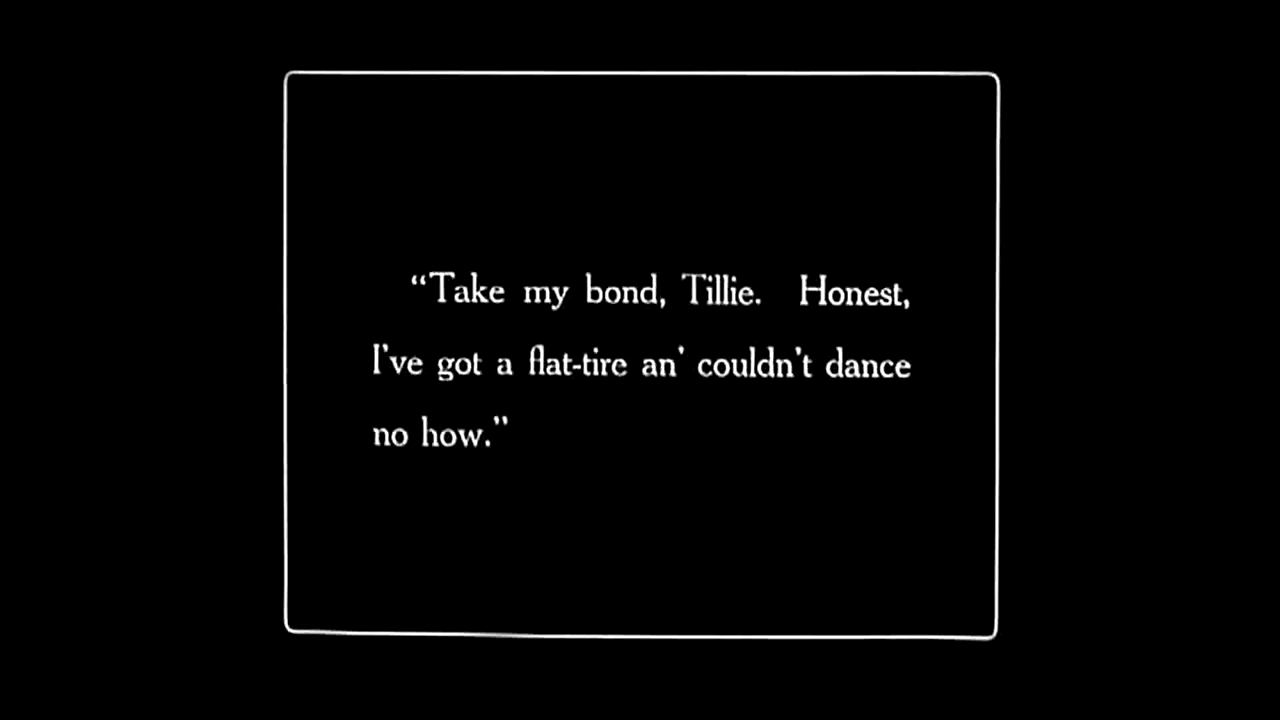 “Take my bond, Tillie. Honest,
I've got a flat-tire an' couldn't dance
no how.”